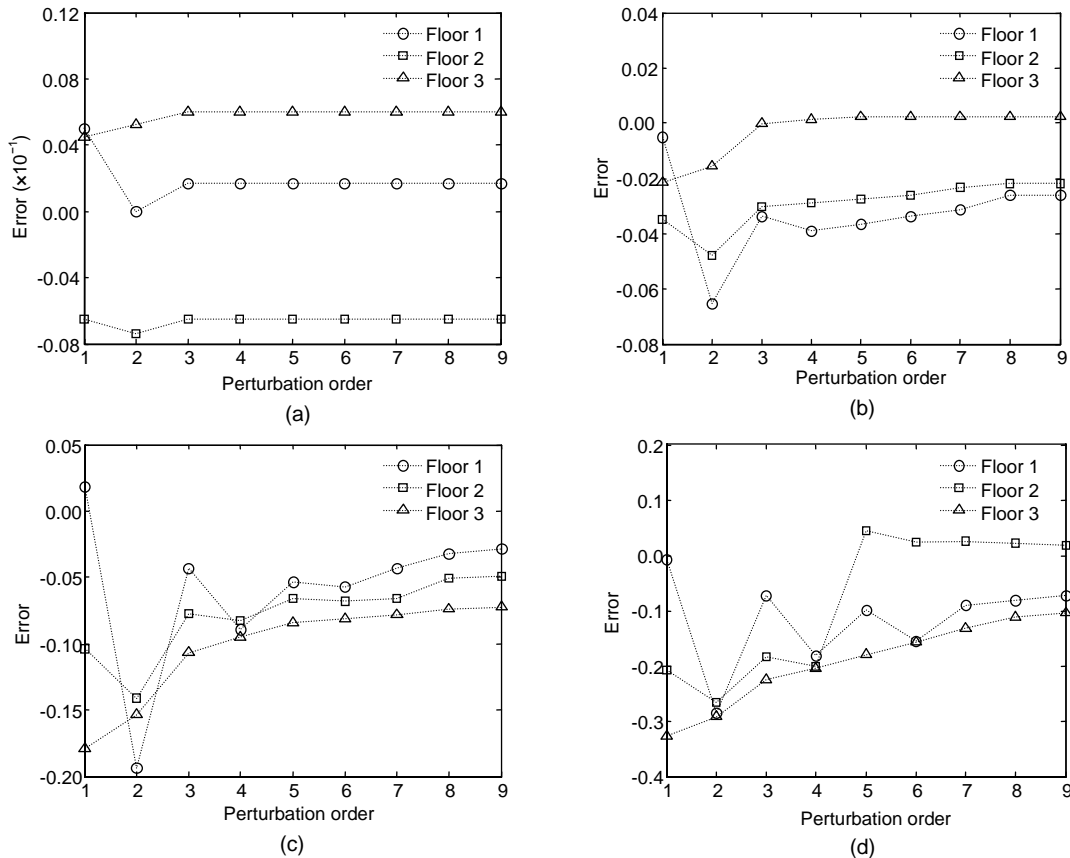 0.12
0.08
0.04
0.00
-0.04
-0.08
Error (×10⁻¹)
Floor 1
Floor 2
Floor 3
1 2 3 4 5 6 7 8 9
Perturbation order
(a)
0.04
0.02
0.00
-0.02
-0.04
-0.06
-0.08
Error
Floor 1
Floor 2
Floor 3
1 2 3 4 5 6 7 8 9
Perturbation order
(b)
0.05
0.00
-0.05
-0.10
-0.15
-0.20
Error
Floor 1
Floor 2
Floor 3
1 2 3 4 5 6 7 8 9
Perturbation order
(c)
0.2
0.1
0.0
-0.1
-0.2
-0.3
-0.4
Error
Floor 1
Floor 2
Floor 3
1 2 3 4 5 6 7 8 9
Perturbation order
(d)